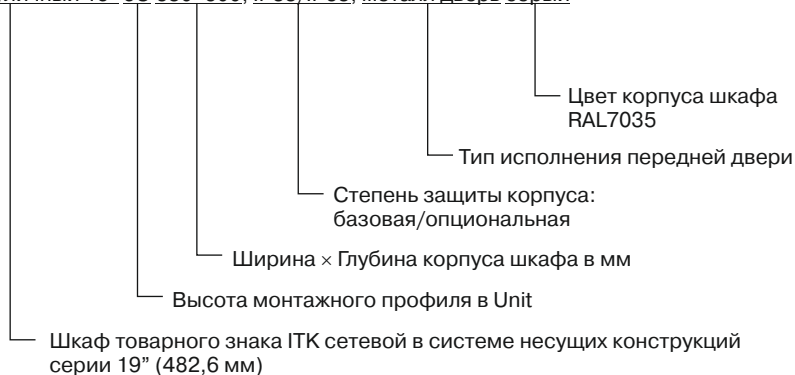 Цвет корпуса шкафа
RAL7035
Тип исполнения передней двери
Степень защиты корпуса:
базовая/опциональная
Ширина × Глубина корпуса шкафа в мм
Высота монтажного профиля в Unit
Шкаф товарного знака ITK сетевой в системе несущих конструкций
серии 19” (482,6 мм)